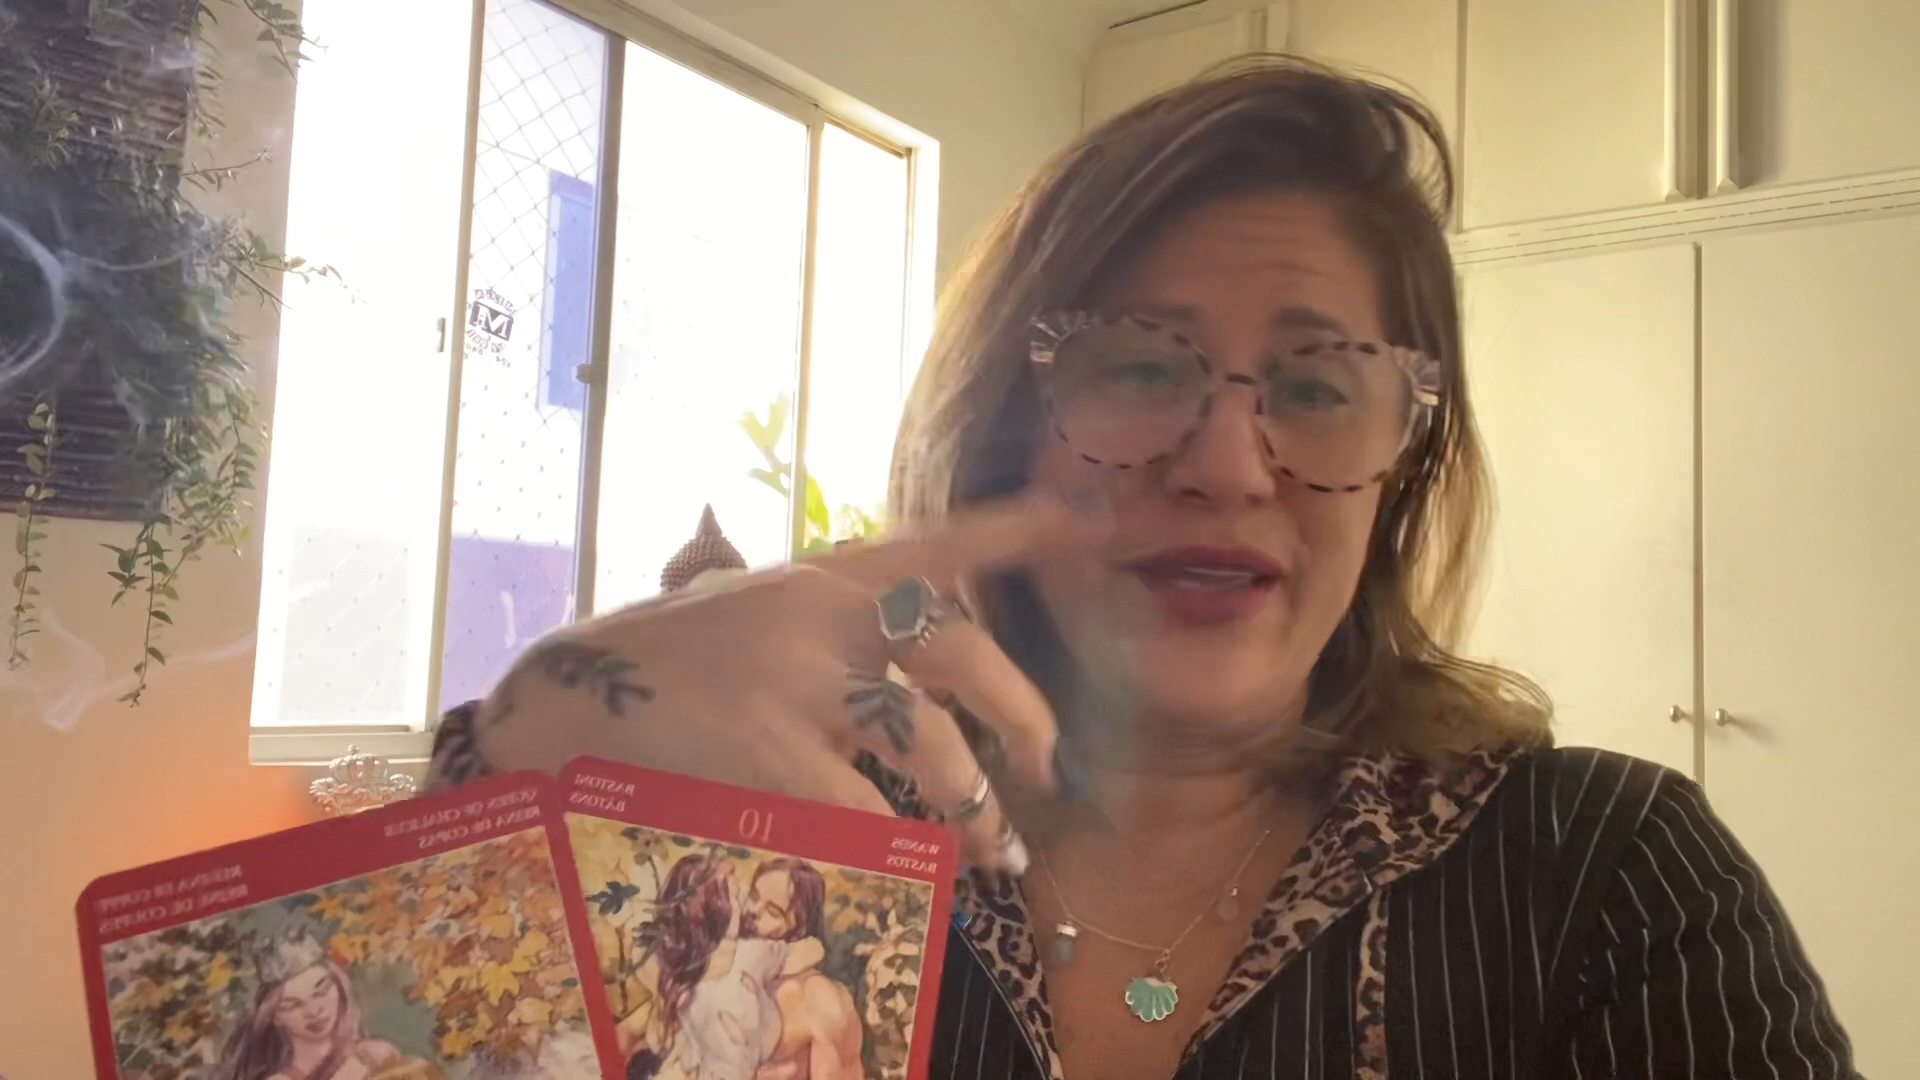 QUEEN OF CHALICES
REINA DE COPAS
REGINA DI COPPE
REINE DE COUPES
BASTONI
BÂTONS
10
WANDS
BASTOS